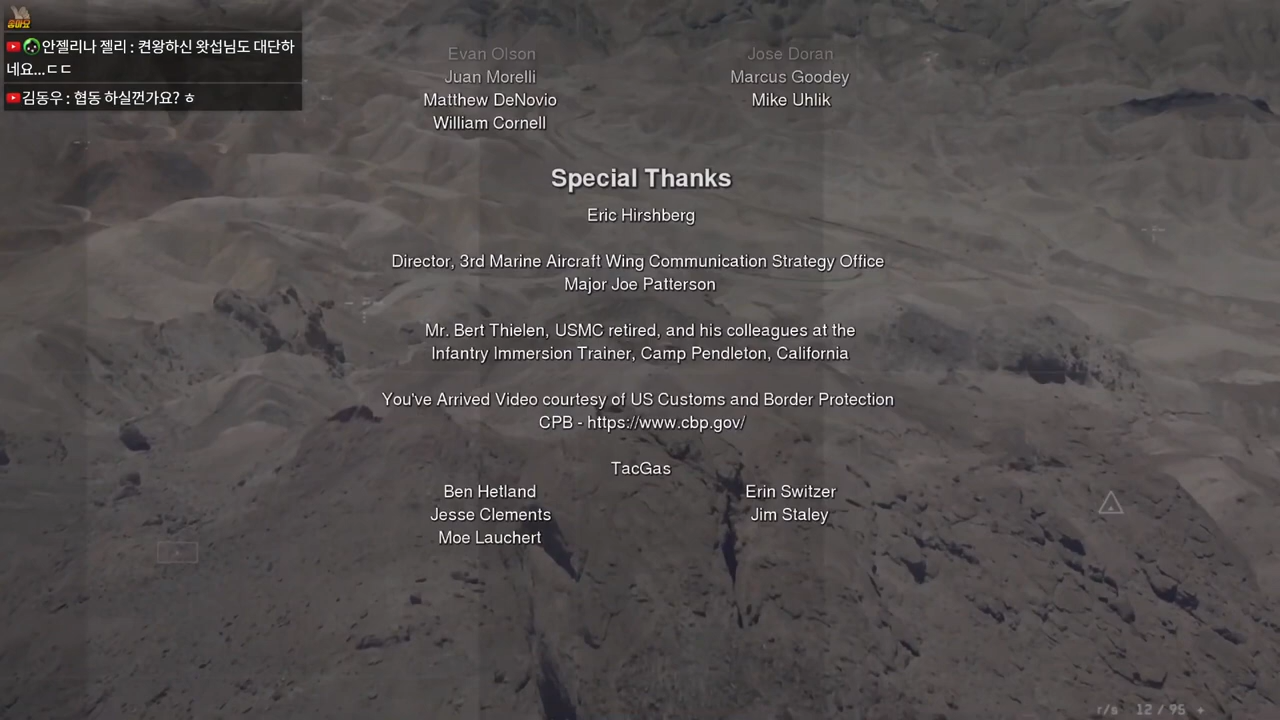 송하요
안젤리나 젤리 : 켠왕하신 왓섭님도 대단하
네요...ㄷㄷ
김동우 : 협동 하실껀가요? ㅎ
Evan Olson
Juan Morelli
Matthew DeNovio
William Cornell
Jose Doran
Marcus Goodey
Mike Uhlik
Special Thanks
Eric Hirshberg
Director, 3rd Marine Aircraft Wing Communication Strategy Office
Major Joe Patterson
Mr. Bert Thielen, USMC retired, and his colleagues at the
Infantry Immersion Trainer, Camp Pendleton, California
You've Arrived Video courtesy of US Customs and Border Protection
CPB - https://www.cbp.gov/
TacGas
Ben Hetland
Jesse Clements
Moe Lauchert
Erin Switzer
Jim Staley
r/s 12 / 95 +